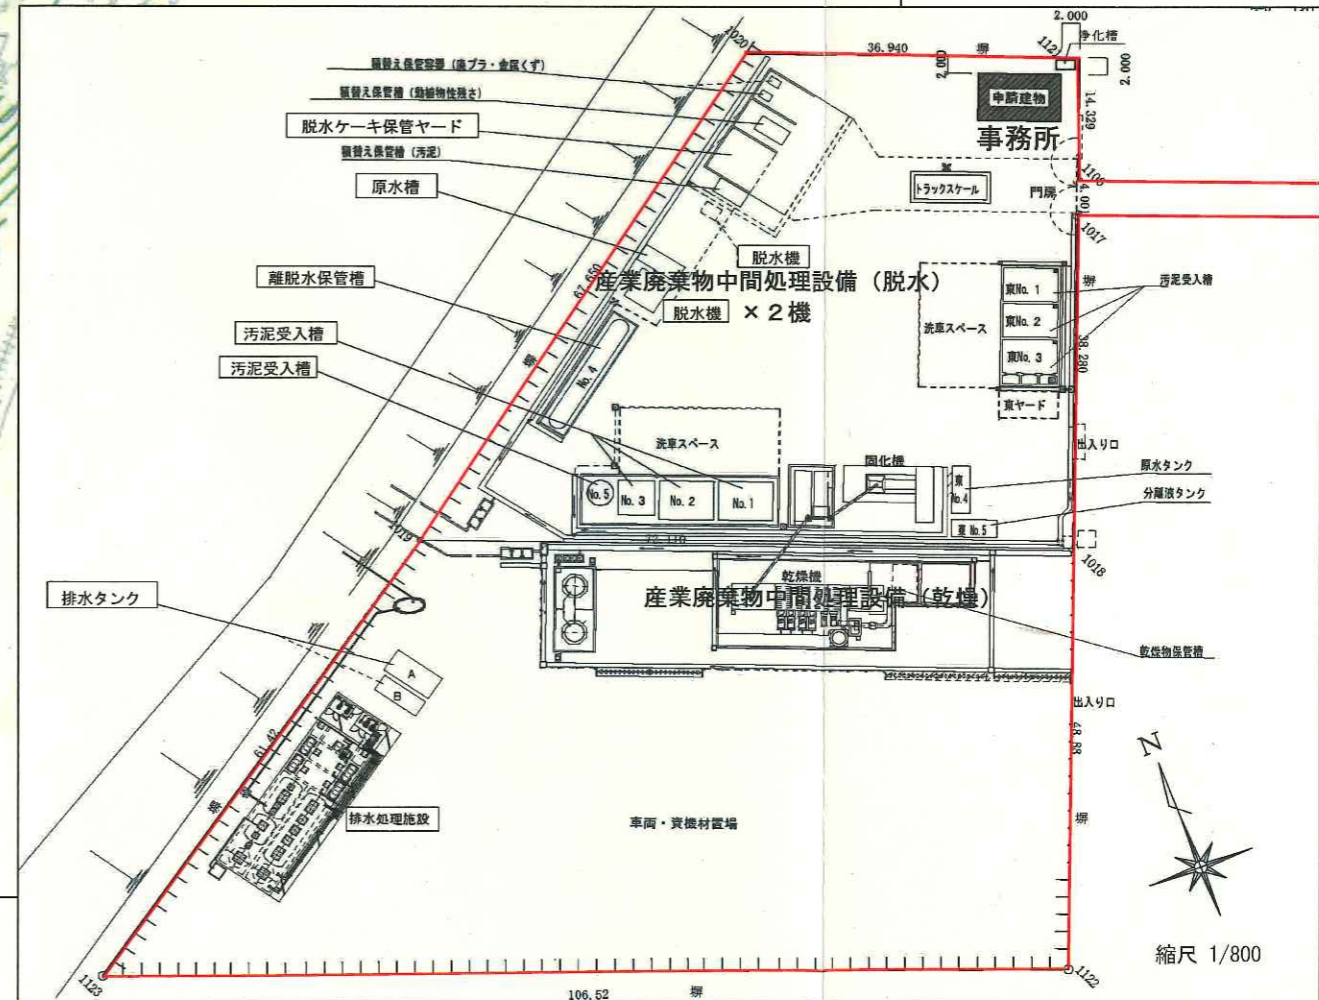 2.000
浄化槽
1020
36.940
塀
112
2.000
2.000
積替え保管容器（廃プラ・金属くず）
申請建物
14.329
積替え保管槽（動植物性残さ）
脱水ケーキ保管ヤード
事務所
積替え保管槽（汚泥）
1100
原水槽
トラックスケール
門扉
4.001
1017
脱水機
離脱水保管槽
産業廃棄物中間処理設備（脱水）
67.650
東No.1
汚泥受入槽
塀
脱水機
×２機
東No.2
洗車スペース
汚泥受入槽
東No.3
38.280
塀
汚泥受入槽
No.4
東ヤード
洗車スペース
出入り口
固化機
原水タンク
東No.4
No.5
No.3
No.2
No.1
分離液タンク
東No.5
1019
72.110
1018
乾燥機
排水タンク
産業廃棄物中間処理設備（乾燥）
乾燥物保管槽
A
B
出入り口
61.42
48.88
N
塀
排水処理施設
車両・資機材置場
塀
縮尺 1/800
1123
1122
106.52
塀